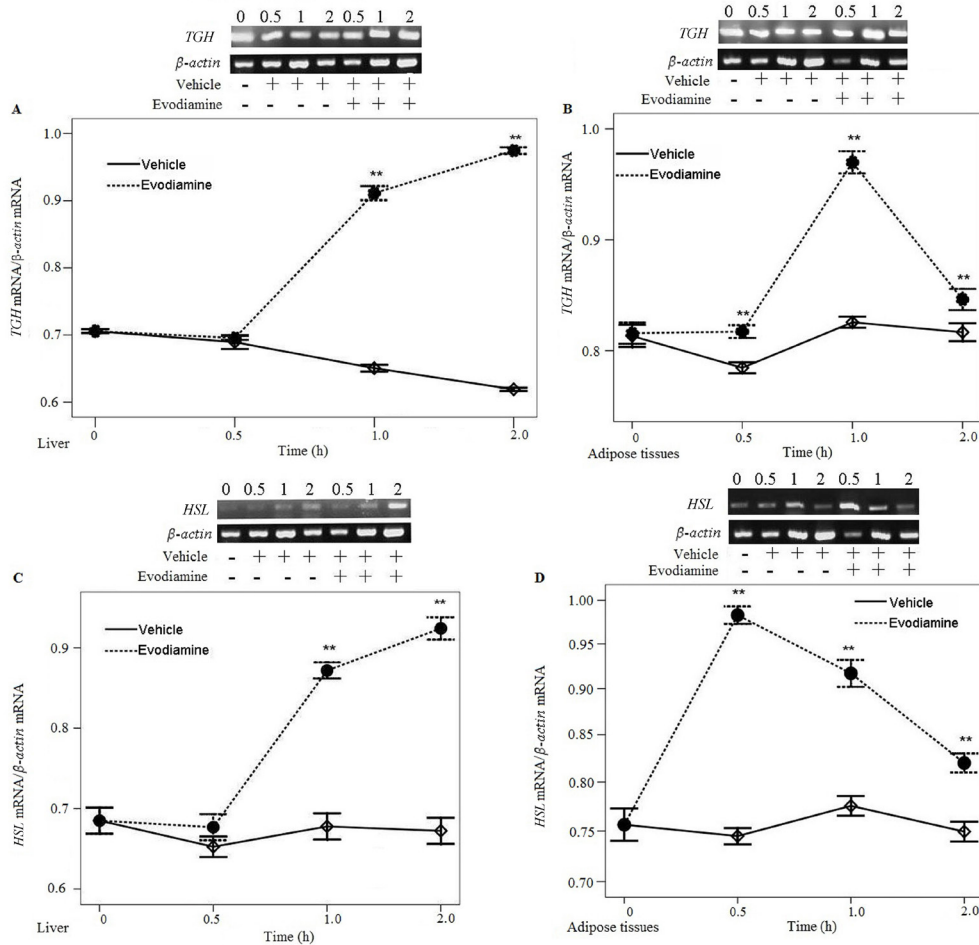 0 0.5 1 2 0.5 1 2
TGH
β-actin
Vehicle - + + + + + +
Evodiamine - - - - + + +
A
1.0
0.9
0.8
0.7
0.6
TGH mRNA/β-actin mRNA
Vehicle
Evodiamine
**
**
0 0.5 1.0 2.0
Liver Time (h)
0 0.5 1 2 0.5 1 2
TGH
β-actin
Vehicle - + + + + + +
Evodiamine - - - - + + +
B
1.0
0.9
0.8
TGH mRNA/β-actin mRNA
Vehicle
Evodiamine
**
**
**
0 0.5 1.0 2.0
Adipose tissues Time (h)
0 0.5 1 2 0.5 1 2
HSL
β-actin
Vehicle - + + + + + +
Evodiamine - - - - + + +
C
0.9
0.8
0.7
0.6
HSL mRNA/β-actin mRNA
Vehicle
Evodiamine
**
**
0 0.5 1.0 2.0
Liver Time (h)
0 0.5 1 2 0.5 1 2
HSL
β-actin
Vehicle - + + + + + +
Evodiamine - - - - + + +
D
1.00
0.95
0.90
0.80
0.75
0.70
HSL mRNA/β-actin mRNA
Vehicle
Evodiamine
**
**
**
0 0.5 1.0 2.0
Adipose tissues Time (h)